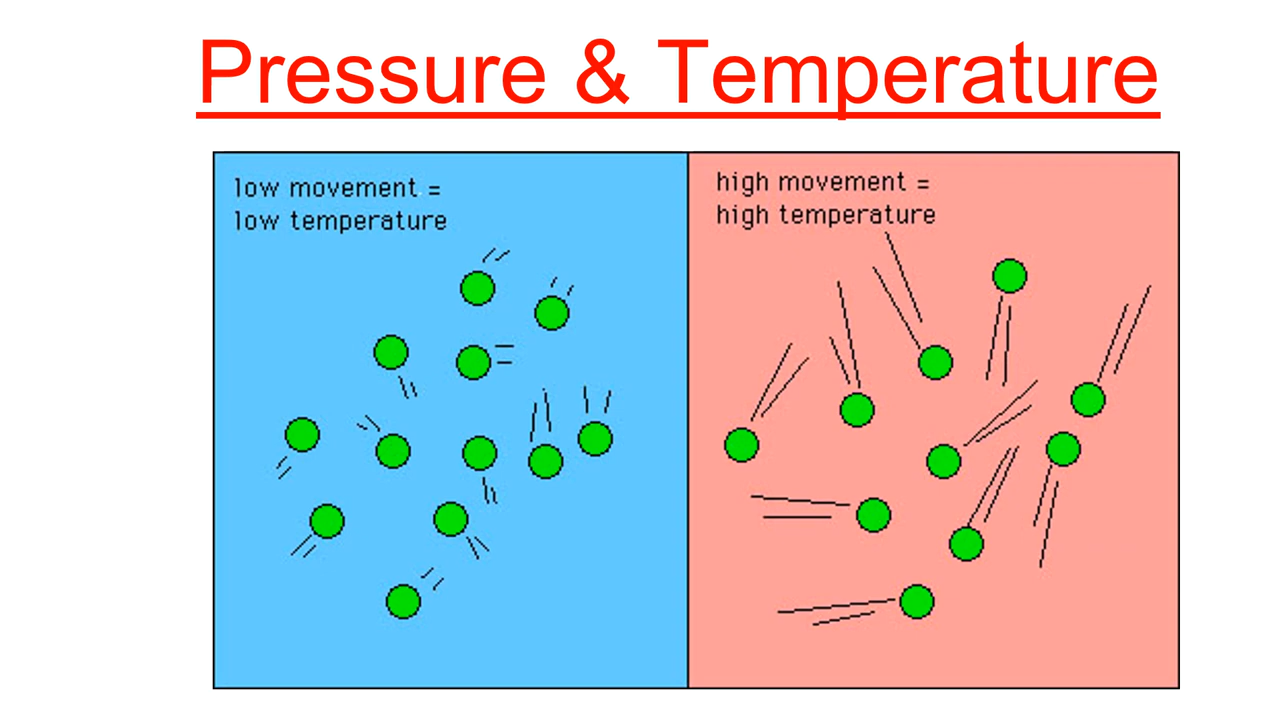 Pressure & Temperature
low movement =
low temperature
high movement =
high temperature